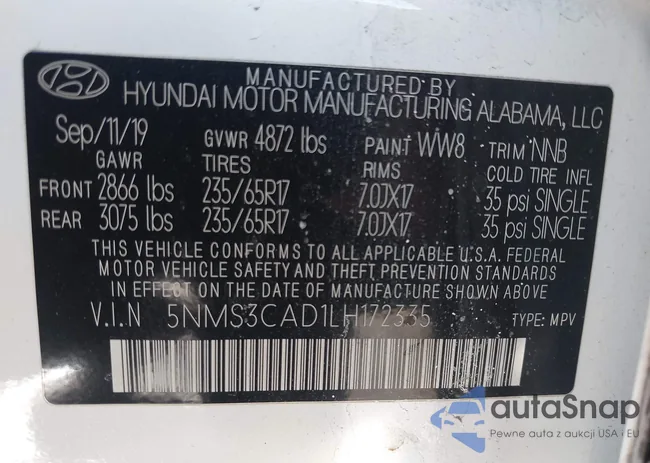 MANUFACTURED BY
HYUNDAI MOTOR MANUFACTURING ALABAMA, LLC
Sep/11/19 GVWR 4872 lbs PAINT WW8 TRIM NNB
GAWR TIRES RIMS COLD TIRE INFL
FRONT 2866 lbs 235/65R17 7.0JX17 35 psi SINGLE
REAR 3075 lbs 235/65R17 7.0JX17 35 psi SINGLE
THIS VEHICLE CONFORMS TO ALL APPLICABLE U.S.A. FEDERAL
MOTOR VEHICLE SAFETY AND THEFT PREVENTION STANDARDS
IN EFFECT ON THE DATE OF MANUFACTURE SHOWN ABOVE.
V.I.N 5NMS3CAD1LH172335 TYPE: MPV
autoSnap
Pewne auta z aukcji USA i EU